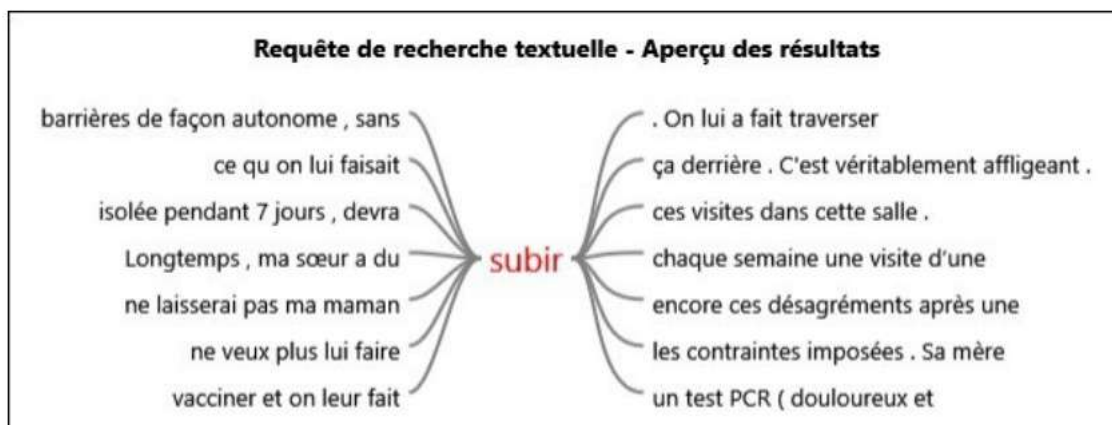 Requête de recherche textuelle - Aperçu des résultats
barrières de façon autonome , sans
ce qu on lui faisait
isolée pendant 7 jours , devra
Longtemps , ma sœur a du
ne laisserai pas ma maman
ne veux plus lui faire
vacciner et on leur fait
subir
. On lui a fait traverser
ça derrière . C'est véritablement affligeant .
ces visites dans cette salle .
chaque semaine une visite d'une
encore ces désagréments après une
les contraintes imposées . Sa mère
un test PCR ( douloureux et